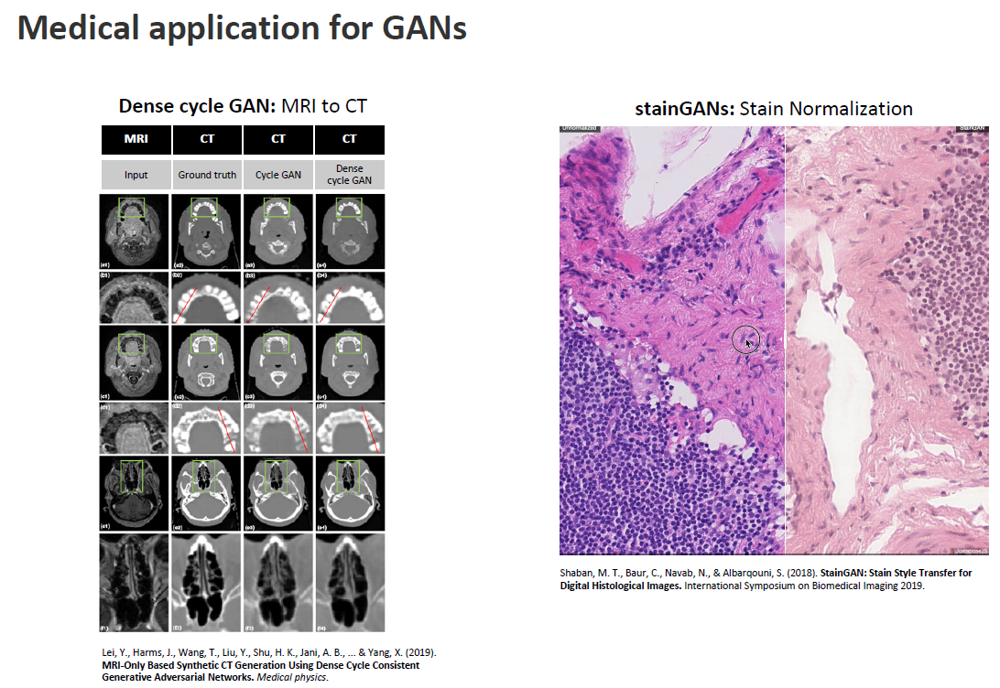 Medical application for GANs
Dense cycle GAN: MRI to CT
MRI CT CT CT
Input Ground truth Cycle GAN Dense
cycle GAN
(a1) (a2) (a3) (a4)
(b1) (b2) (b3) (b4)
(c1) (c2) (c3) (c4)
(d1) (d2) (d3) (d4)
(e1) (e2) (e3) (e4)
(f1) (f2) (f3) (f4)
Lei, Y., Harms, J., Wang, T., Liu, Y., Shu, H. K., Jani, A. B., ... & Yang, X. (2019).
MRI-Only Based Synthetic CT Generation Using Dense Cycle Consistent
Generative Adversarial Networks. Medical physics.
stainGANs: Stain Normalization
Unnormalized StainGAN
JuxtaposeJS
Shaban, M. T., Baur, C., Navab, N., & Albarqouni, S. (2018). StainGAN: Stain Style Transfer for
Digital Histological Images. International Symposium on Biomedical Imaging 2019.